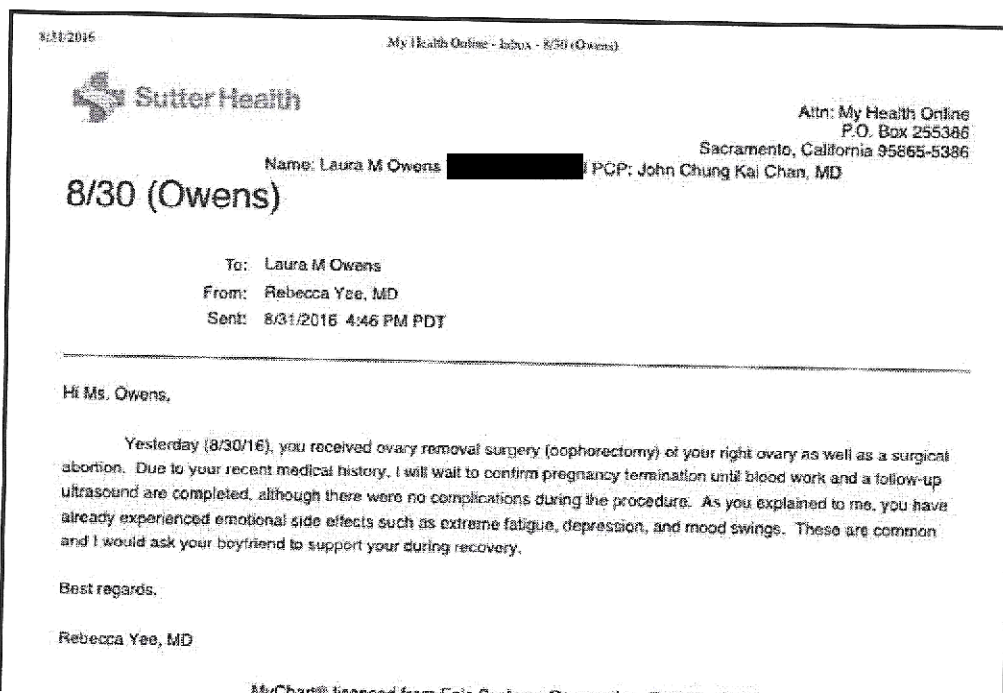 8/31/2016
My Health Online - Inbox - 8/30 (Owens)
Sutter Health
Attn: My Health Online
P.O. Box 255386
Sacramento, California 95865-5386
Name: Laura M Owens PCP: John Chung Kai Chan, MD
8/30 (Owens)
To: Laura M Owens
From: Rebecca Yee, MD
Sent: 8/31/2016 4:46 PM PDT
Hi Ms. Owens,
Yesterday (8/30/16), you received ovary removal surgery (oophorectomy) of your right ovary as well as a surgical
abortion. Due to your recent medical history, I will wait to confirm pregnancy termination until blood work and a follow-up
ultrasound are completed, although there were no complications during the procedure. As you explained to me, you have
already experienced emotional side effects such as extreme fatigue, depression, and mood swings. These are common
and I would ask your boyfriend to support your during recovery.
Best regards,
Rebecca Yee, MD
MyChart® licensed from Epic Systems